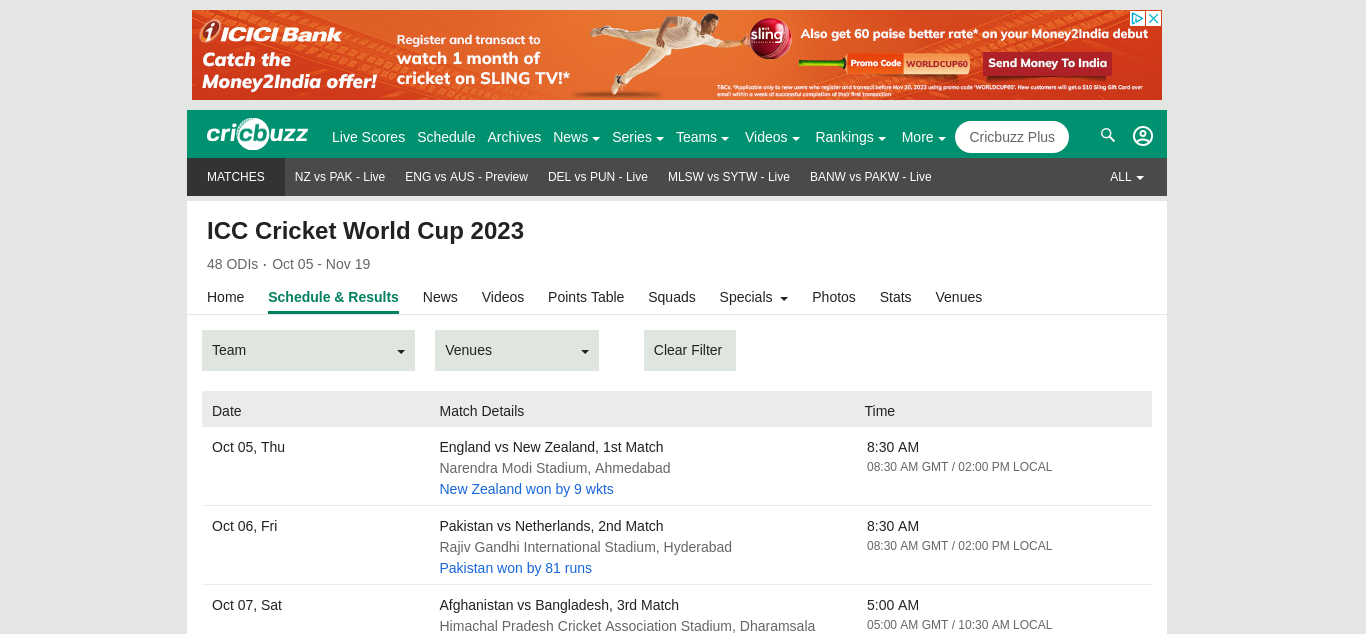 ICICI Bank
Catch the
Money2India offer!
Register and transact to
watch 1 month of
cricket on SLING TV!*
sling
Also get 60 paise better rate* on your Money2India debut
Promo Code WORLDCUP60
Send Money To India
T&Cs. *Applicable only to new users who register and transact before Nov 20, 2023 using promo code 'WORLDCUP60'. New customers will get a $10 Sling Gift Card over
email within a week of successful completion of their first transaction
cricbuzz
Live Scores Schedule Archives News Series Teams Videos Rankings More Cricbuzz Plus
MATCHES NZ vs PAK - Live ENG vs AUS - Preview DEL vs PUN - Live MLSW vs SYTW - Live BANW vs PAKW - Live ALL
ICC Cricket World Cup 2023
48 ODIs · Oct 05 - Nov 19
Home Schedule & Results News Videos Points Table Squads Specials Photos Stats Venues
Team Venues Clear Filter
Date Match Details Time
Oct 05, Thu England vs New Zealand, 1st Match 8:30 AM
Narendra Modi Stadium, Ahmedabad 08:30 AM GMT / 02:00 PM LOCAL
New Zealand won by 9 wkts
Oct 06, Fri Pakistan vs Netherlands, 2nd Match 8:30 AM
Rajiv Gandhi International Stadium, Hyderabad 08:30 AM GMT / 02:00 PM LOCAL
Pakistan won by 81 runs
Oct 07, Sat Afghanistan vs Bangladesh, 3rd Match 5:00 AM
Himachal Pradesh Cricket Association Stadium, Dharamsala 05:00 AM GMT / 10:30 AM LOCAL